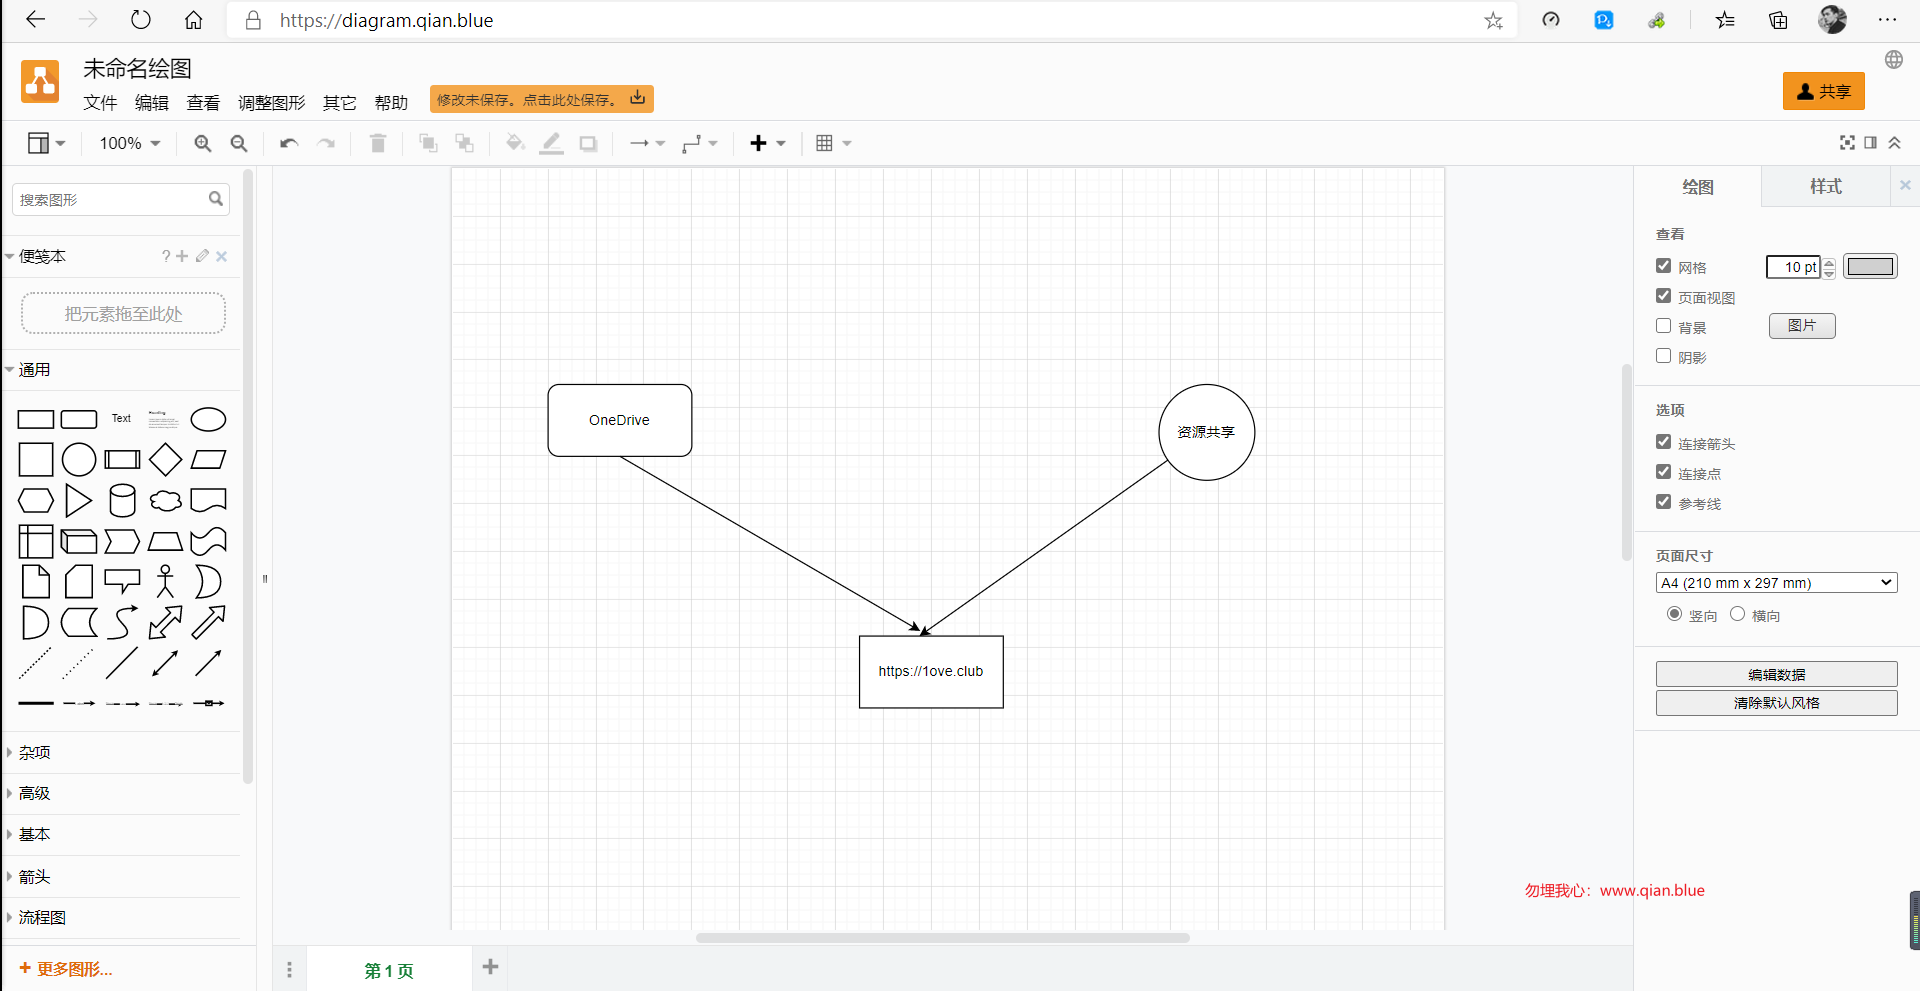 https://diagram.qian.blue
未命名绘图
文件 编辑 查看 调整图形 其它 帮助
修改未保存。点击此处保存。
共享
100%
搜索图形
便笺本
?
把元素拖至此处
通用
Text
Heading
杂项
高级
基本
箭头
流程图
更多图形...
OneDrive
资源共享
https://1ove.club
第 1 页
绘图 样式
查看
网格 10 pt
页面视图
背景 图片
阴影
选项
连接箭头
连接点
参考线
页面尺寸
A4 (210 mm x 297 mm)
竖向 横向
编辑数据
清除默认风格
勿埋我心：www.qian.blue